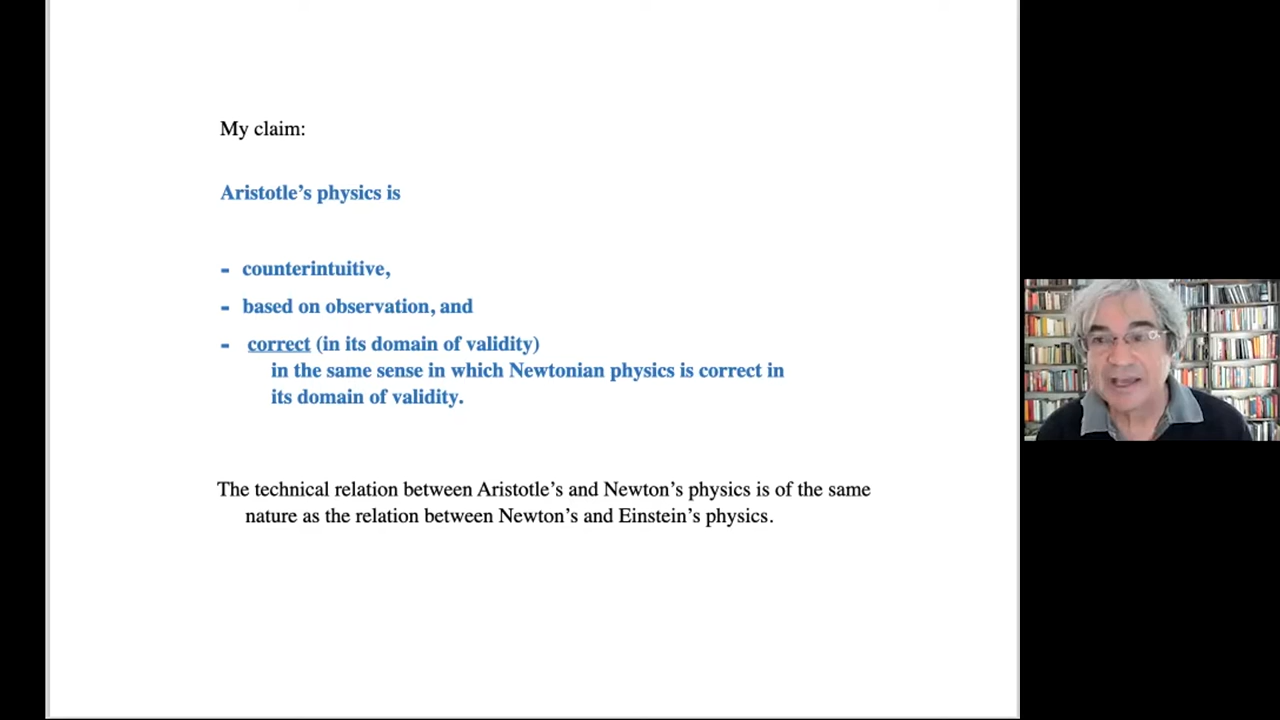 My claim:
Aristotle’s physics is
- counterintuitive,
- based on observation, and
- correct (in its domain of validity)
in the same sense in which Newtonian physics is correct in
its domain of validity.
The technical relation between Aristotle’s and Newton’s physics is of the same
nature as the relation between Newton’s and Einstein’s physics.